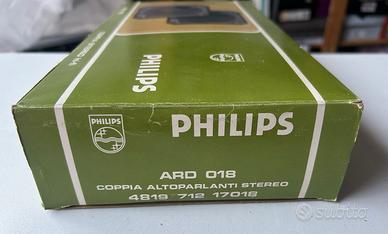 PHILIPS
PHILIPS
PHILIPS
ARD 018
COPPIA ALTOPARLANTI STEREO
4819 712 17018
subito